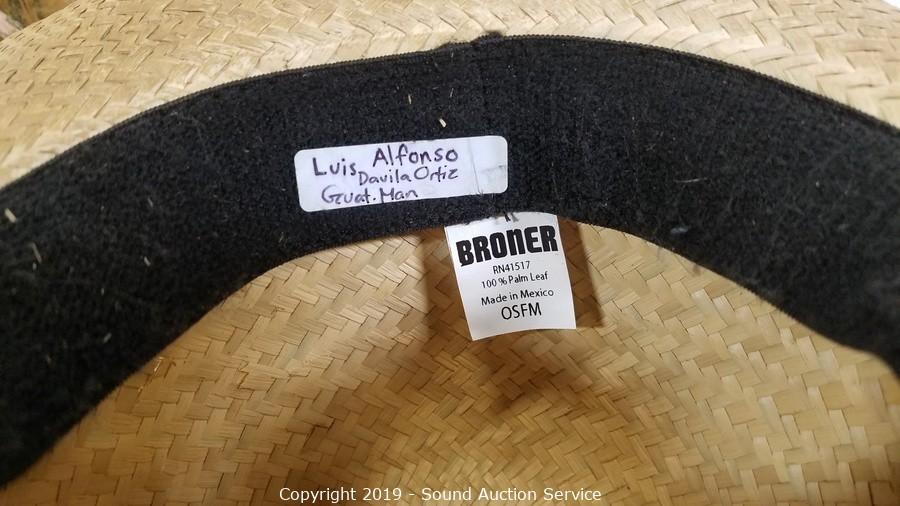 Luis Alfonso
Davila Ortiz
Guat. Man
BRONER
RN41517
100% Palm Leaf
Made in Mexico
OSFM
Copyright 2019 - Sound Auction Service